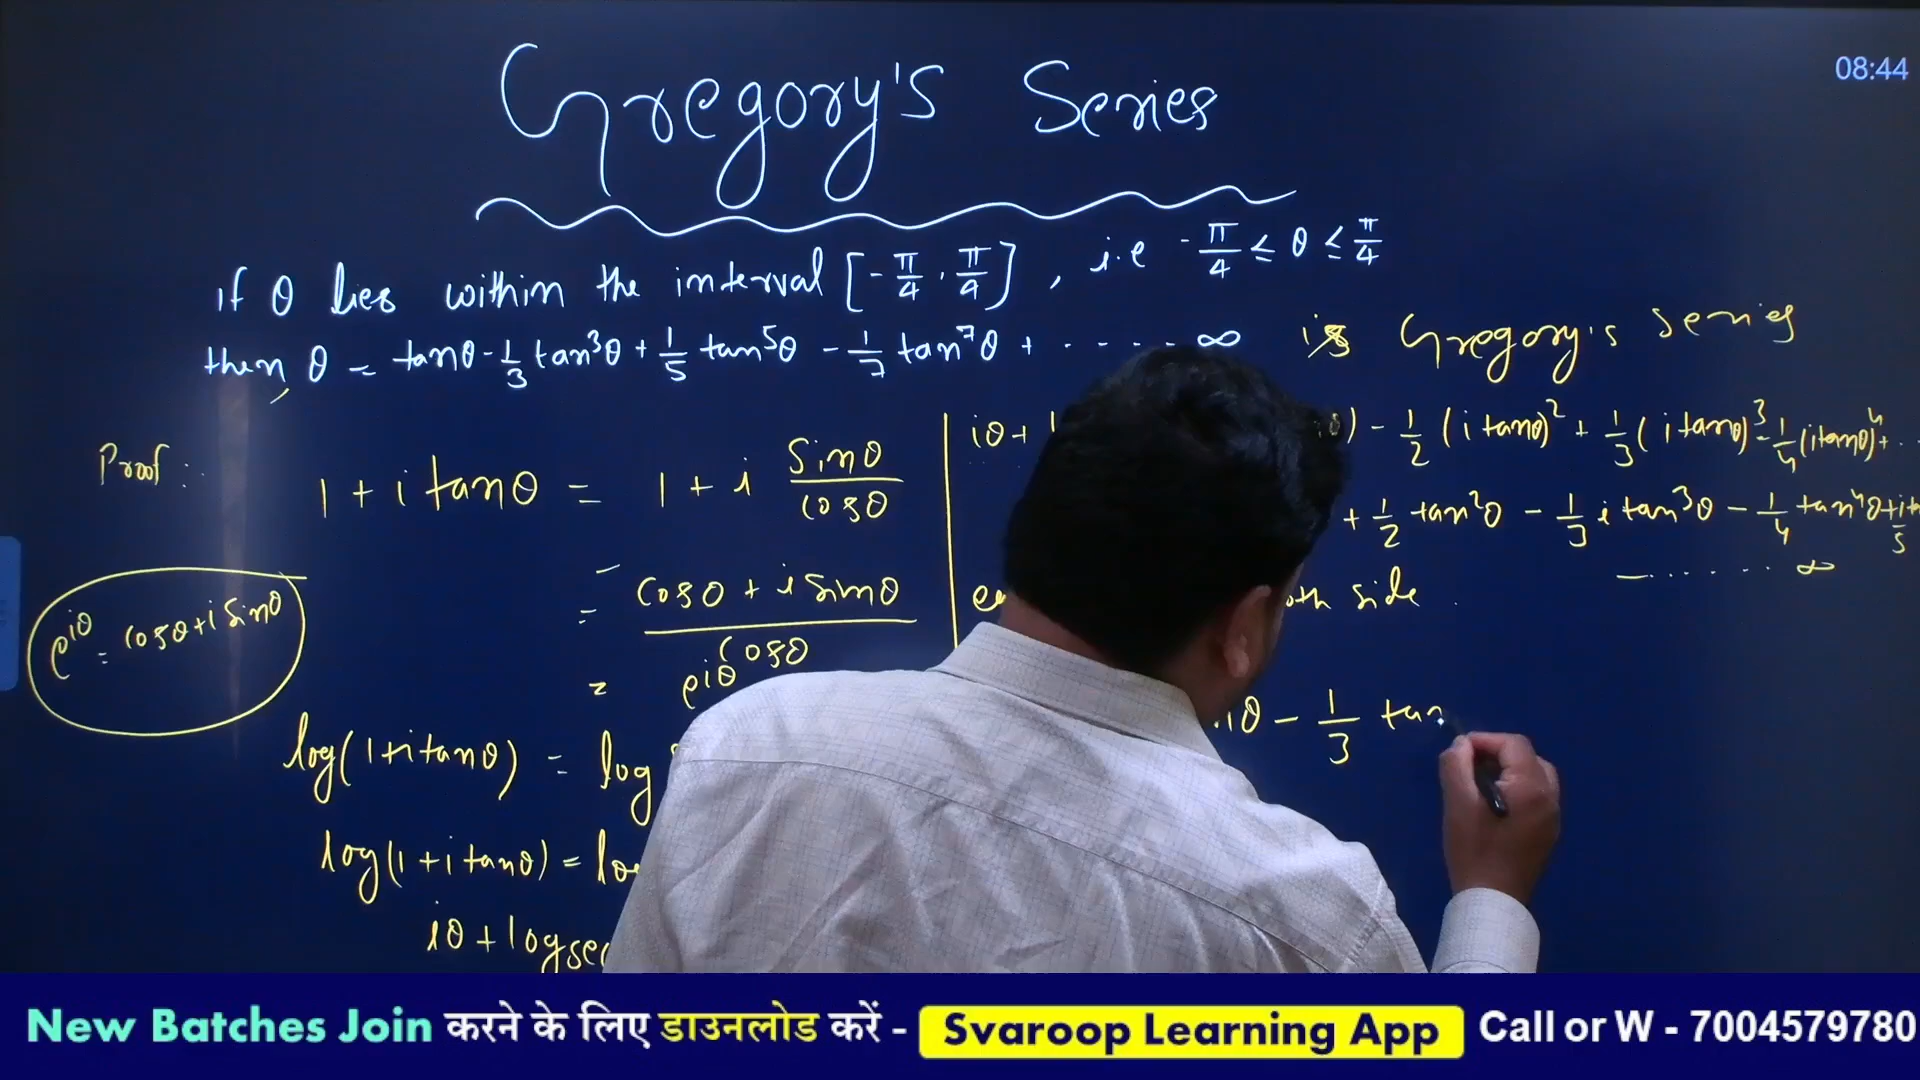 08:44
Gregory's Series
if θ lies within the interval [-π/4, π/4], i.e -π/4 ≤ θ ≤ π/4
then, θ = tanθ - 1/3 tan³θ + 1/5 tan⁵θ - 1/7 tan⁷θ + ..... ∞ is Gregory's series
Proof :-
1 + i tanθ = 1 + i sinθ/cosθ
= cosθ + i sinθ / cosθ
= e^iθ
e^iθ = cosθ + i sinθ
log(1+i tanθ) = log
log(1+i tanθ) =
iθ + log sec
iθ +
) - 1/2 (i tanθ)² + 1/3 (i tanθ)³ - 1/4 (i tanθ)⁴ + ..
+ 1/2 tan²θ - 1/3 i tan³θ - 1/4 tan⁴θ +
...... ∞
side .
θ - 1/3 tan
New Batches Join करने के लिए डाउनलोड करें - Svaroop Learning App Call or W - 7004579780